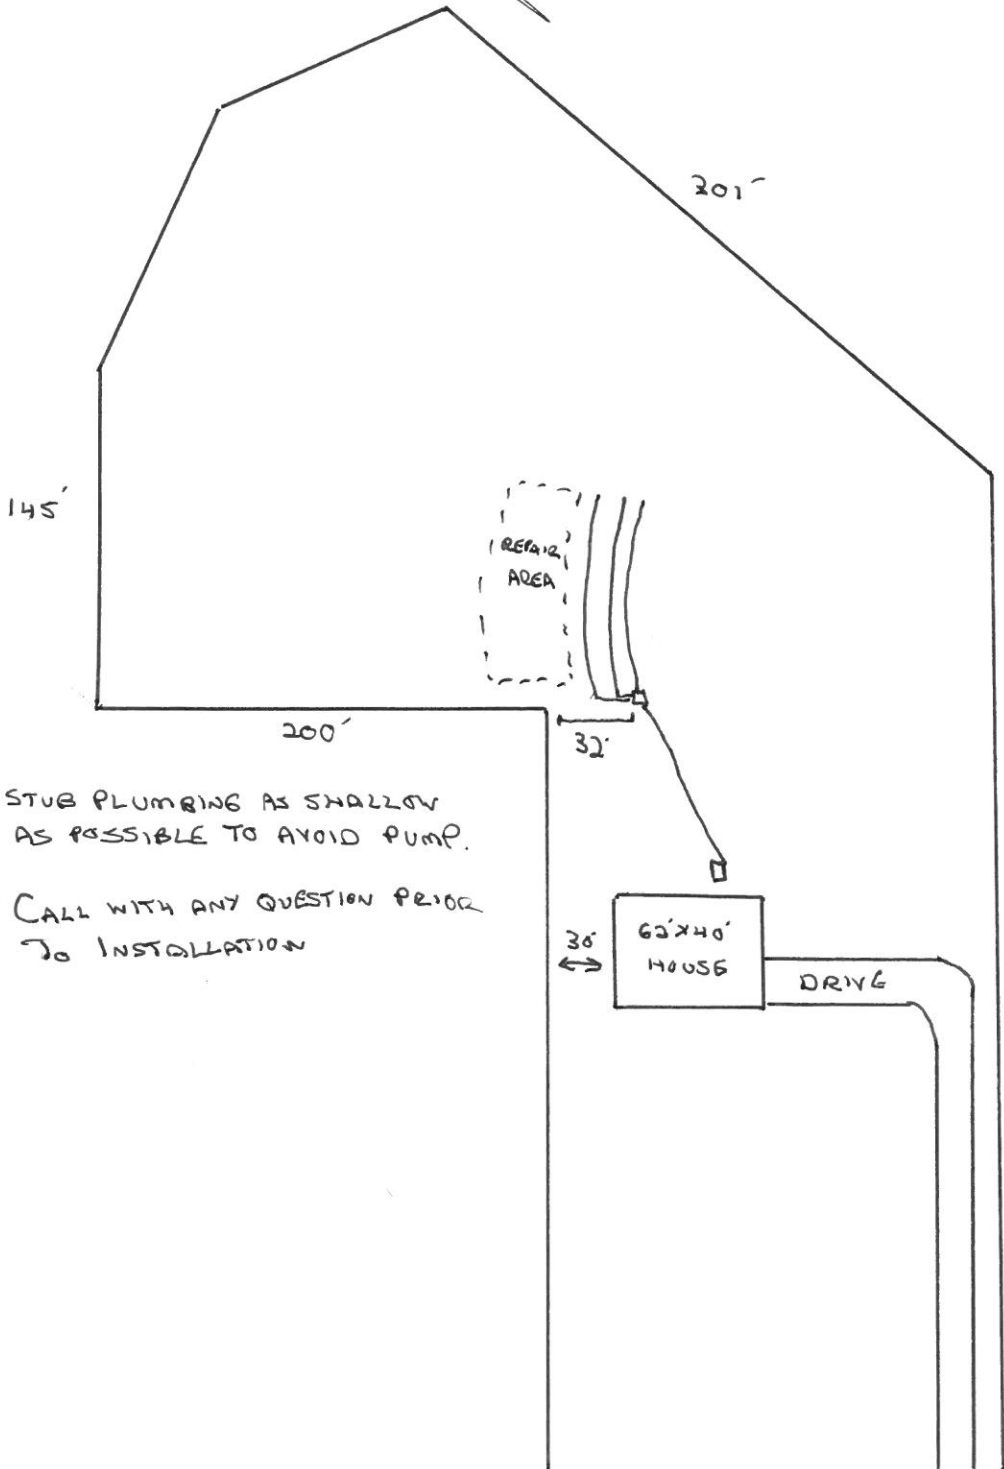 201'
145'
REPAIR
AREA
200'
32'
STUB PLUMBING AS SHALLOW
AS POSSIBLE TO AVOID PUMP.
CALL WITH ANY QUESTION PRIOR
TO INSTALLATION
30'
62'X40'
HOUSE
DRIVE